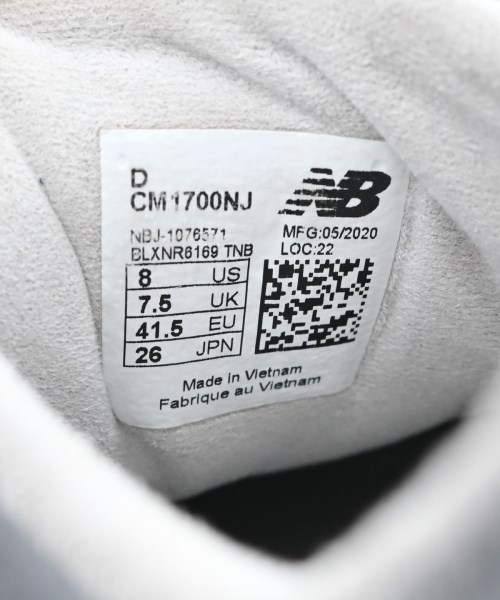 D
CM1700NJ
NB
NBJ-1076571
BLXNR6169 TNB
MFG:05/2020
LOC:22
8 US
7.5 UK
41.5 EU
26 JPN
Made in Vietnam
Fabrique au Vietnam